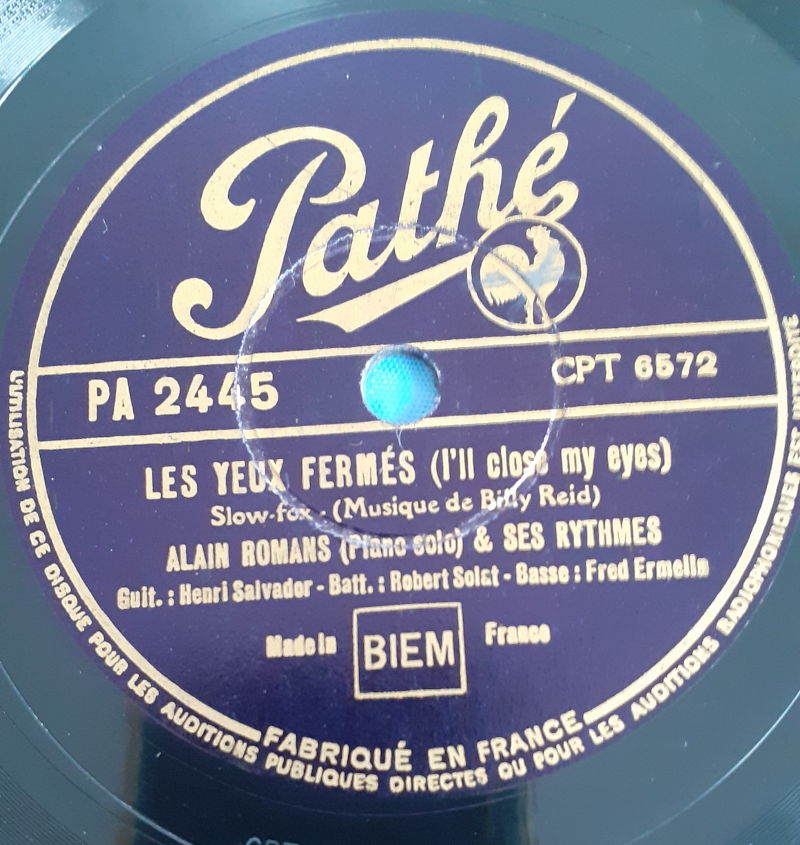 Pathé
PA 2445
CPT 6572
LES YEUX FERMÉS (I'll close my eyes)
Slow-fox - (Musique de Billy Reid)
ALAIN ROMANS (Piano solo) & SES RYTHMES
Guit. : Henri Salvador - Batt. : Robert Solet - Basse : Fred Ermelin
Made in BIEM France
FABRIQUÉ EN FRANCE
L'UTILISATION DE CE DISQUE POUR LES AUDITIONS PUBLIQUES DIRECTES OU POUR LES AUDITIONS RADIOPHONIQUES EST INTERDITE